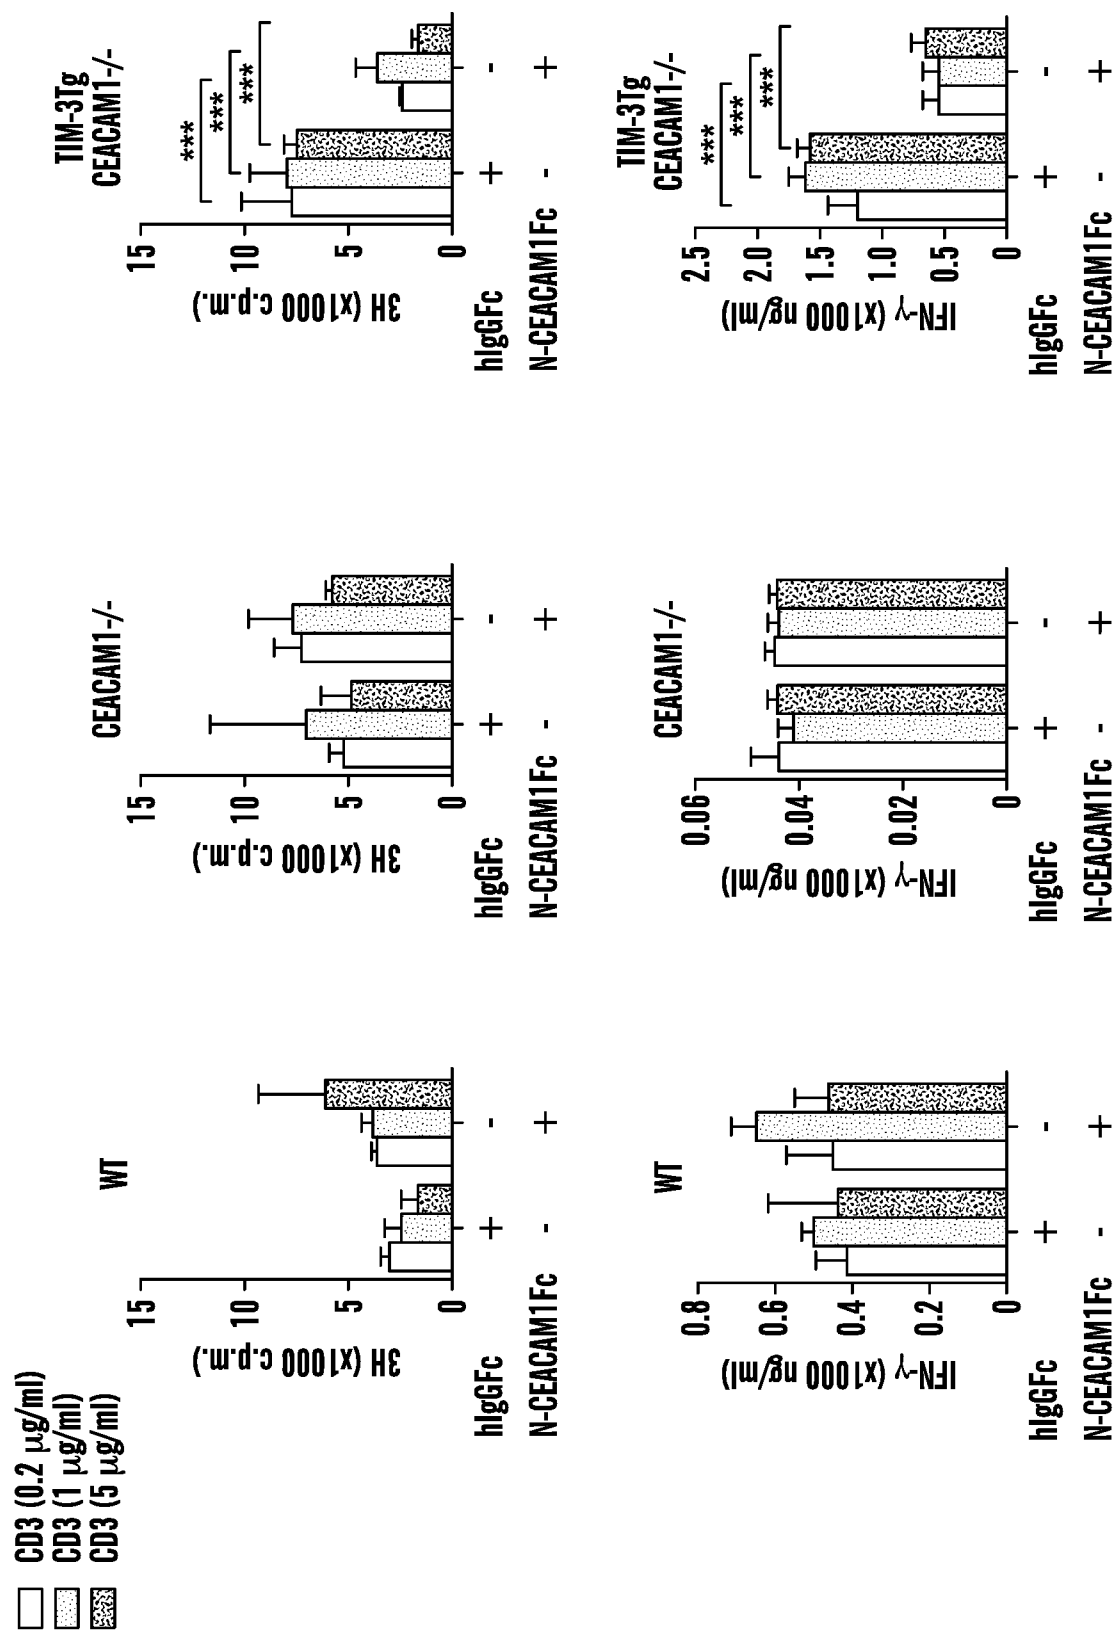 CD3 (0.2 μg/ml)
CD3 (1 μg/ml)
CD3 (5 μg/ml)
WT
15
10
5
0
3H (x1000 c.p.m.)
hIgGFc + -
N-CEACAM1Fc - +
CEACAM1-/-
15
10
5
0
3H (x1000 c.p.m.)
hIgGFc + -
N-CEACAM1Fc - +
TIM-3Tg
CEACAM1-/-
***
***
***
15
10
5
0
3H (x1000 c.p.m.)
hIgGFc + -
N-CEACAM1Fc - +
WT
0.8
0.6
0.4
0.2
0
IFN-γ (x1000 ng/ml)
hIgGFc + -
N-CEACAM1Fc - +
CEACAM1-/-
0.06
0.04
0.02
0
IFN-γ (x1000 ng/ml)
hIgGFc + -
N-CEACAM1Fc - +
TIM-3Tg
CEACAM1-/-
***
***
***
2.5
2.0
1.5
1.0
0.5
0
IFN-γ (x1000 ng/ml)
hIgGFc + -
N-CEACAM1Fc - +